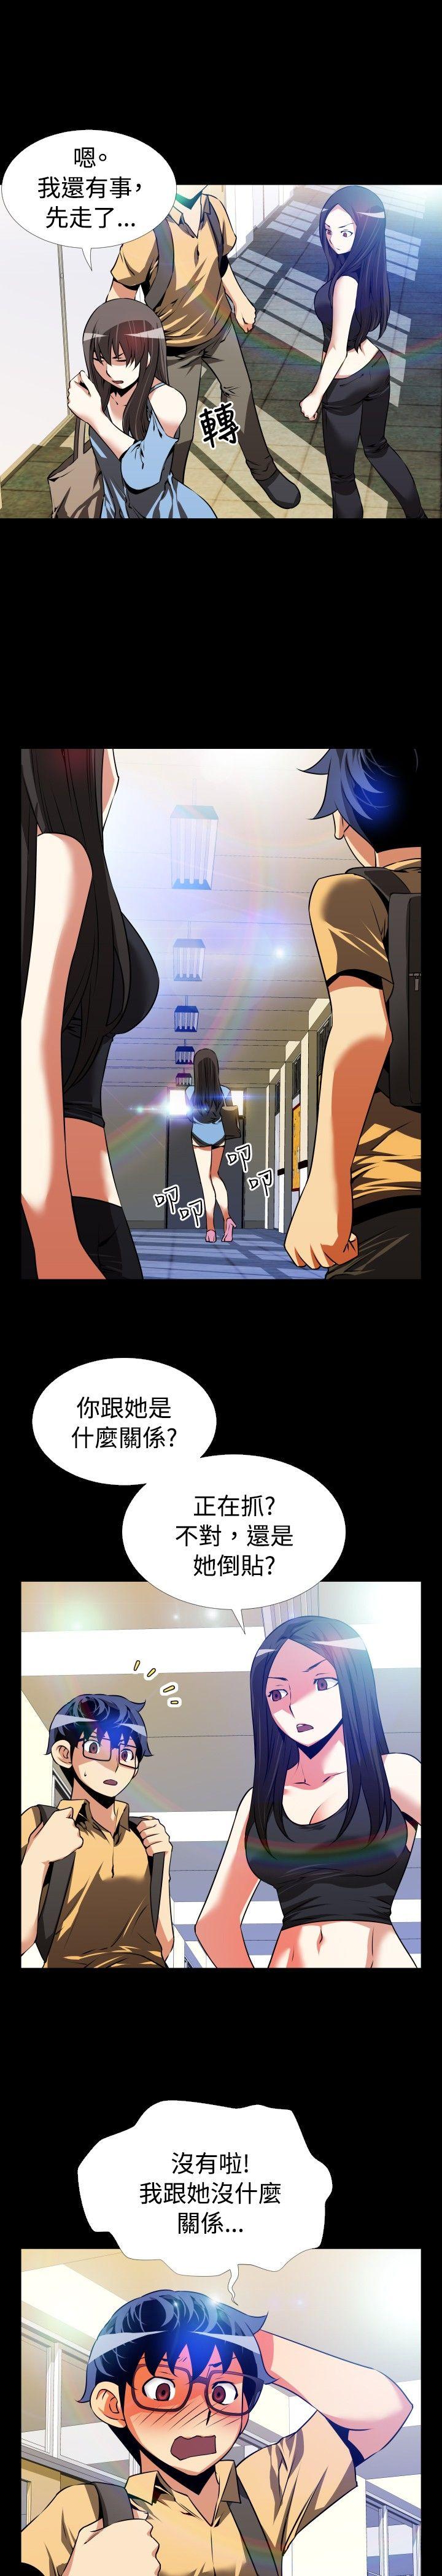 嗯。
我還有事，
先走了...
轉
叩
叩
叩
叩
你跟她是
什麼關係?
正在抓?
不對，還是
她倒貼?
沒有啦!
我跟她沒什麼
關係...